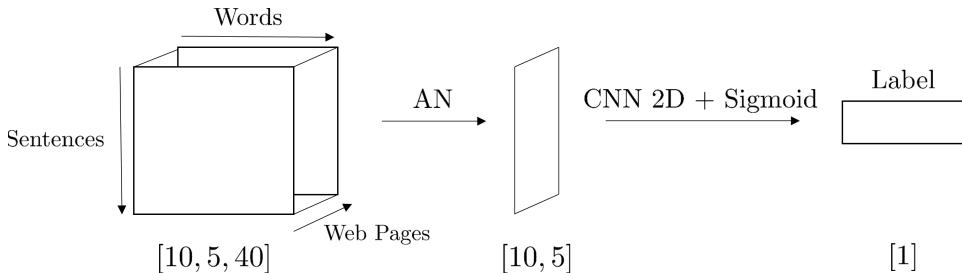 Words
Sentences
Web Pages
[10, 5, 40]
AN
[10, 5]
CNN 2D + Sigmoid
Label
[1]